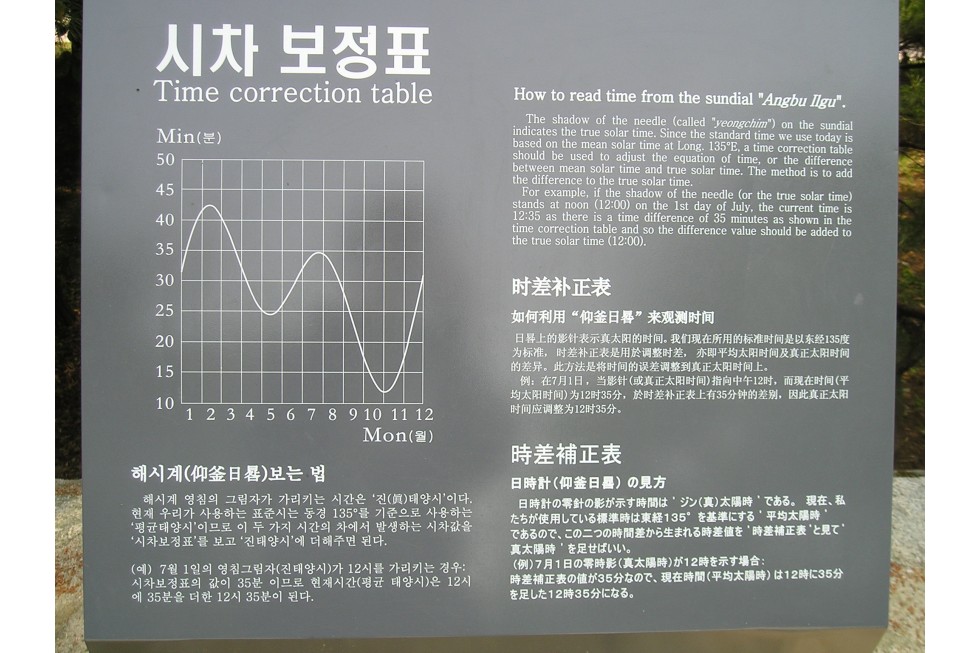 시차 보정표
Time correction table
Min(분)
50
45
40
35
30
25
20
15
10
1 2 3 4 5 6 7 8 9 10 11 12
Mon(월)
해시계(仰釜日晷)보는 법
해시계 영침의 그림자가 가리키는 시간은 '진(眞)태양시'이다.
현재 우리가 사용하는 표준시는 동경 135°를 기준으로 사용하는
'평균태양시'이므로 이 두 가지 시간의 차에서 발생하는 시차값을
'시차보정표'를 보고 '진태양시'에 더해주면 된다.
(예) 7월 1일의 영침그림자(진태양시)가 12시를 가리키는 경우:
시차보정표의 값이 35분 이므로 현재시간(평균 태양시)은 12시
에 35분을 더한 12시 35분이 된다.
How to read time from the sundial "Angbu Ilgu".
The shadow of the needle (called "yeongchim") on the sundial
indicates the true solar time. Since the standard time we use today is
based on the mean solar time at Long. 135°E, a time correction table
should be used to adjust the equation of time, or the difference
between mean solar time and true solar time. The method is to add
the difference to the true solar time.
For example, if the shadow of the needle (or the true solar time)
stands at noon (12:00) on the 1st day of July, the current time is
12:35 as there is a time difference of 35 minutes as shown in the
time correction table and so the difference value should be added to
the true solar time (12:00).
时差补正表
如何利用“仰釜日晷”来观测时间
日晷上的影针表示真太阳的时间。我们现在所用的标准时间是以东经135度
为标准，时差补正表是用於调整时差，亦即平均太阳时间及真正太阳时间
的差异。此方法是将时间的误差调整到真正太阳时间上。
例：在7月1日，当影针(或真正太阳时间)指向中午12时，而现在时间(平
均太阳时间)为12时35分，於时差补正表上有35分钟的差别，因此真正太阳
时间应调整为12时35分。
時差補正表
日時計(仰釜日晷)の見方
日時計の零針の影が示す時間は‘ジン(真)太陽時’である。現在、私
たちが使用している標準時は東経135°を基準にする‘平均太陽時’
であるので、この二つの時間差から生まれる時差値を‘時差補正表’と見て‘
真太陽時’を足せばいい。
(例)7月1日の零時影(真太陽時)が12時を示す場合:
時差補正表の値が35分なので、現在時間(平均太陽時)は12時に35分
を足した12時35分になる。